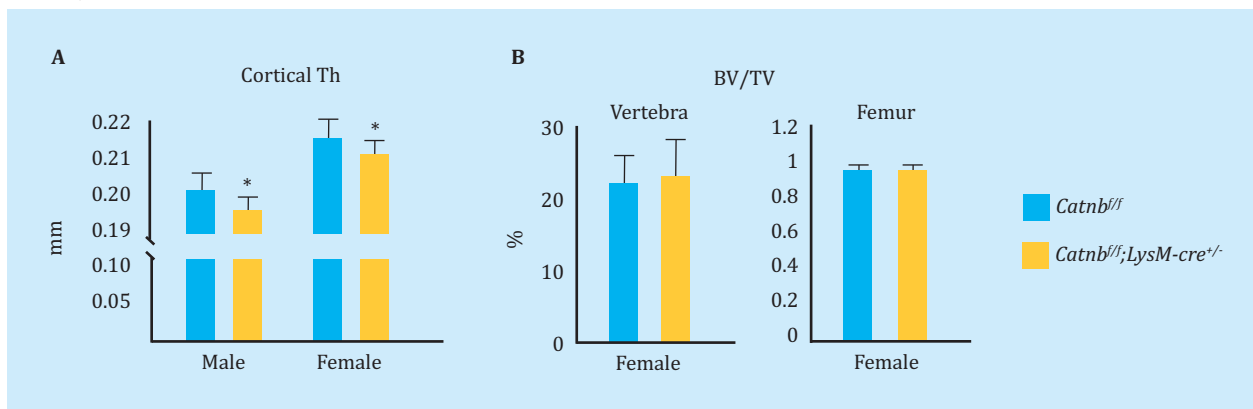 A
Cortical Th
0.22
0.21
0.20
0.19
0.10
0.05
mm
*
*
Male Female
B
BV/TV
Vertebra
30
20
10
0
%
Female
Femur
1.2
1
0.8
0.6
0.4
0.2
0
Female
Catnb^f/f
Catnb^f/f;LysM-cre^+/-